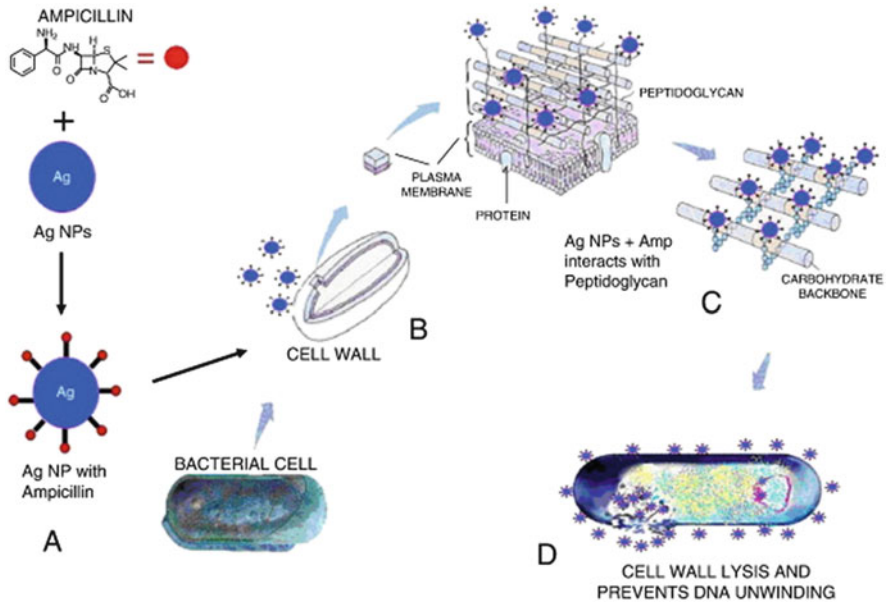 AMPICILLIN
NH₂
H
NH
S
O
N
O
O
OH
=
+
Ag
Ag NPs
Ag
Ag NP with
Ampicillin
A
BACTERIAL CELL
CELL WALL
B
PLASMA
MEMBRANE
PROTEIN
PEPTIDOGLYCAN
Ag NPs + Amp
interacts with
Peptidoglycan
CARBOHYDRATE
BACKBONE
C
D
CELL WALL LYSIS AND
PREVENTS DNA UNWINDING